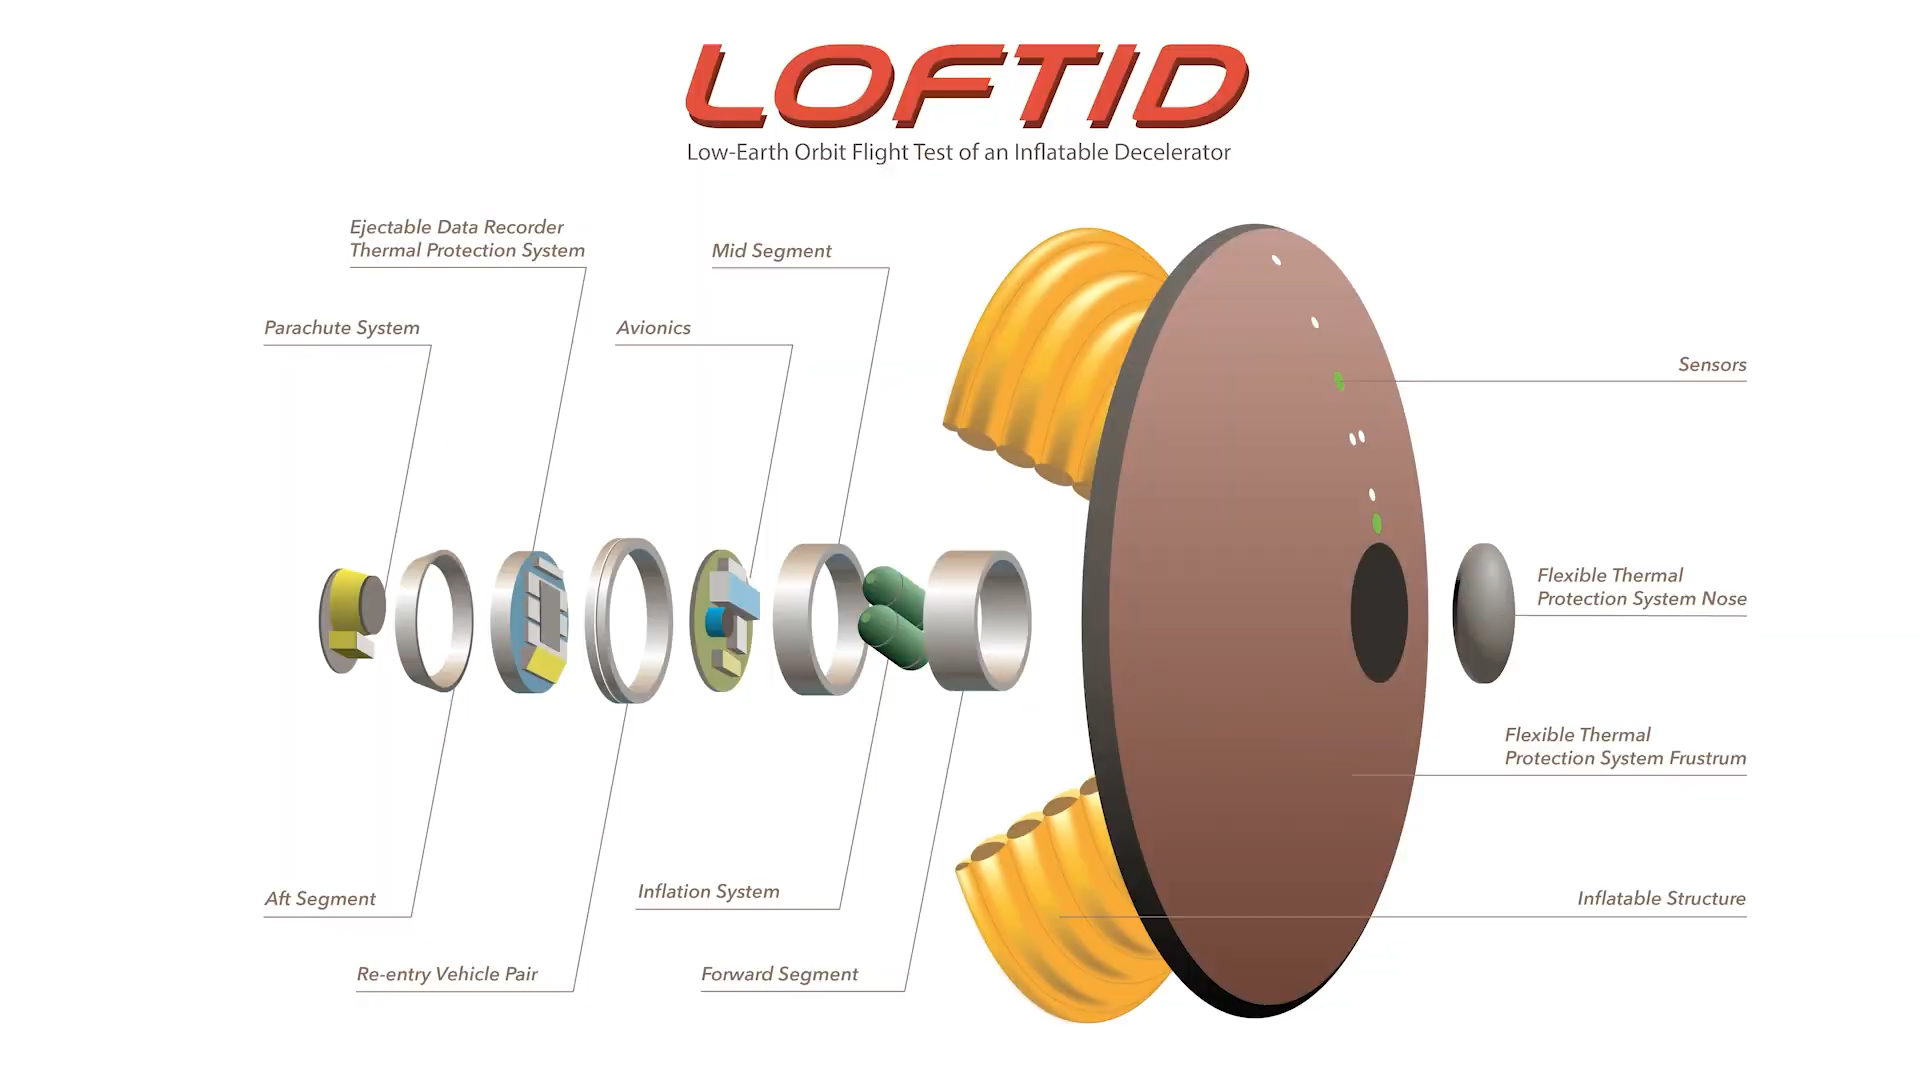 LOFTID
Low-Earth Orbit Flight Test of an Inflatable Decelerator
Ejectable Data Recorder
Thermal Protection System
Mid Segment
Parachute System
Avionics
Sensors
Flexible Thermal
Protection System Nose
Flexible Thermal
Protection System Frustrum
Aft Segment
Inflation System
Inflatable Structure
Re-entry Vehicle Pair
Forward Segment